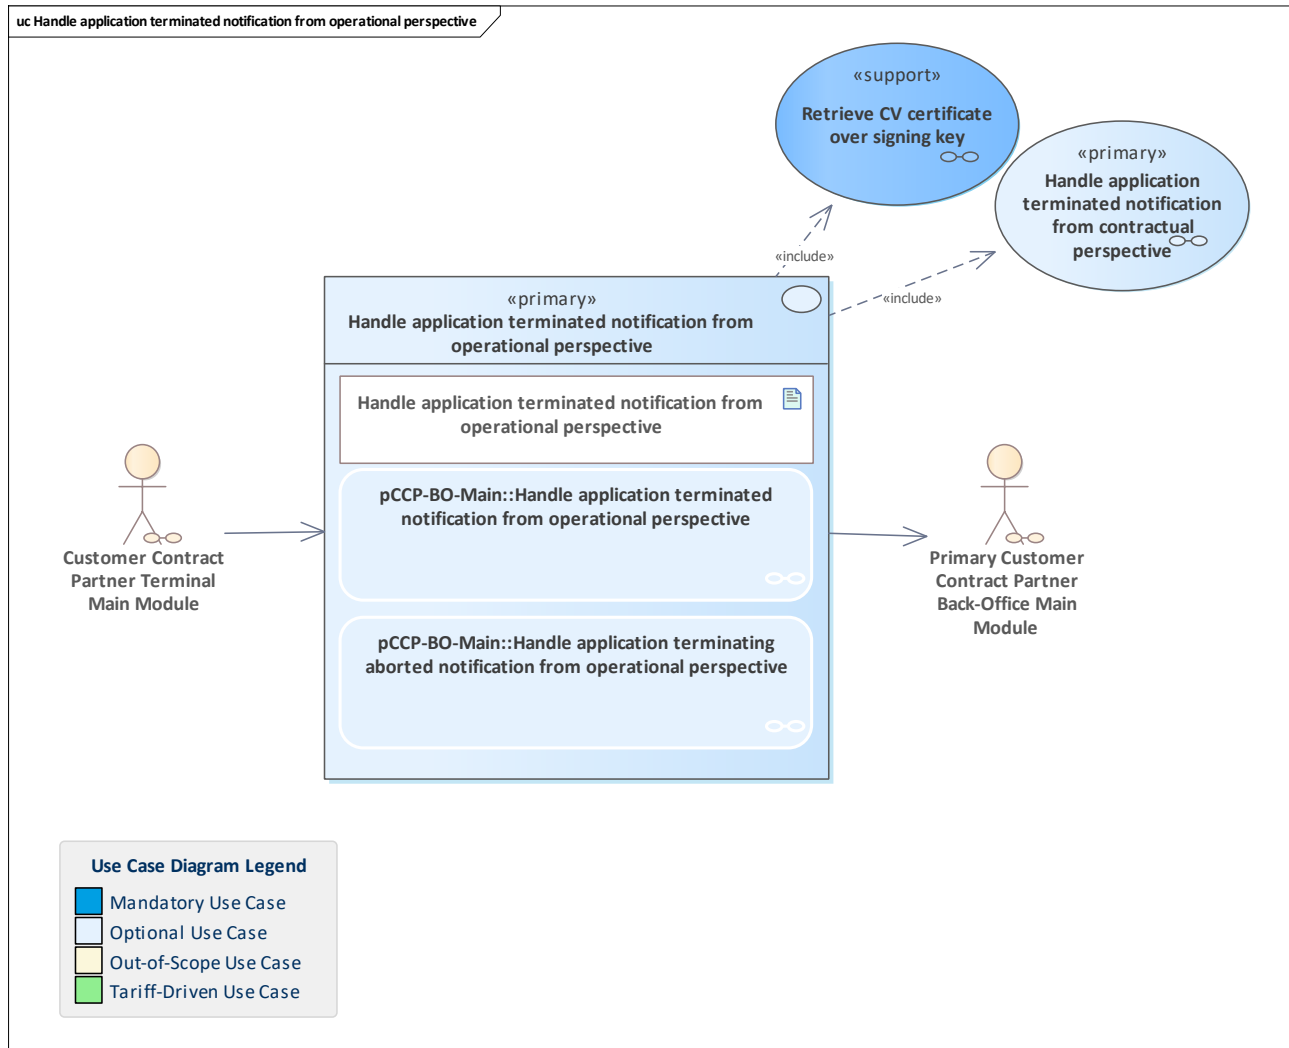 uc Handle application terminated notification from operational perspective
«support»
Retrieve CV certificate
over signing key
«primary»
Handle application
terminated notification
from contractual
perspective
«include»
«include»
«primary»
Handle application terminated notification from
operational perspective
Handle application terminated notification from
operational perspective
pCCP-BO-Main::Handle application terminated
notification from operational perspective
pCCP-BO-Main::Handle application terminating
aborted notification from operational perspective
Customer Contract
Partner Terminal
Main Module
Primary Customer
Contract Partner
Back-Office Main
Module
Use Case Diagram Legend
Mandatory Use Case
Optional Use Case
Out-of-Scope Use Case
Tariff-Driven Use Case